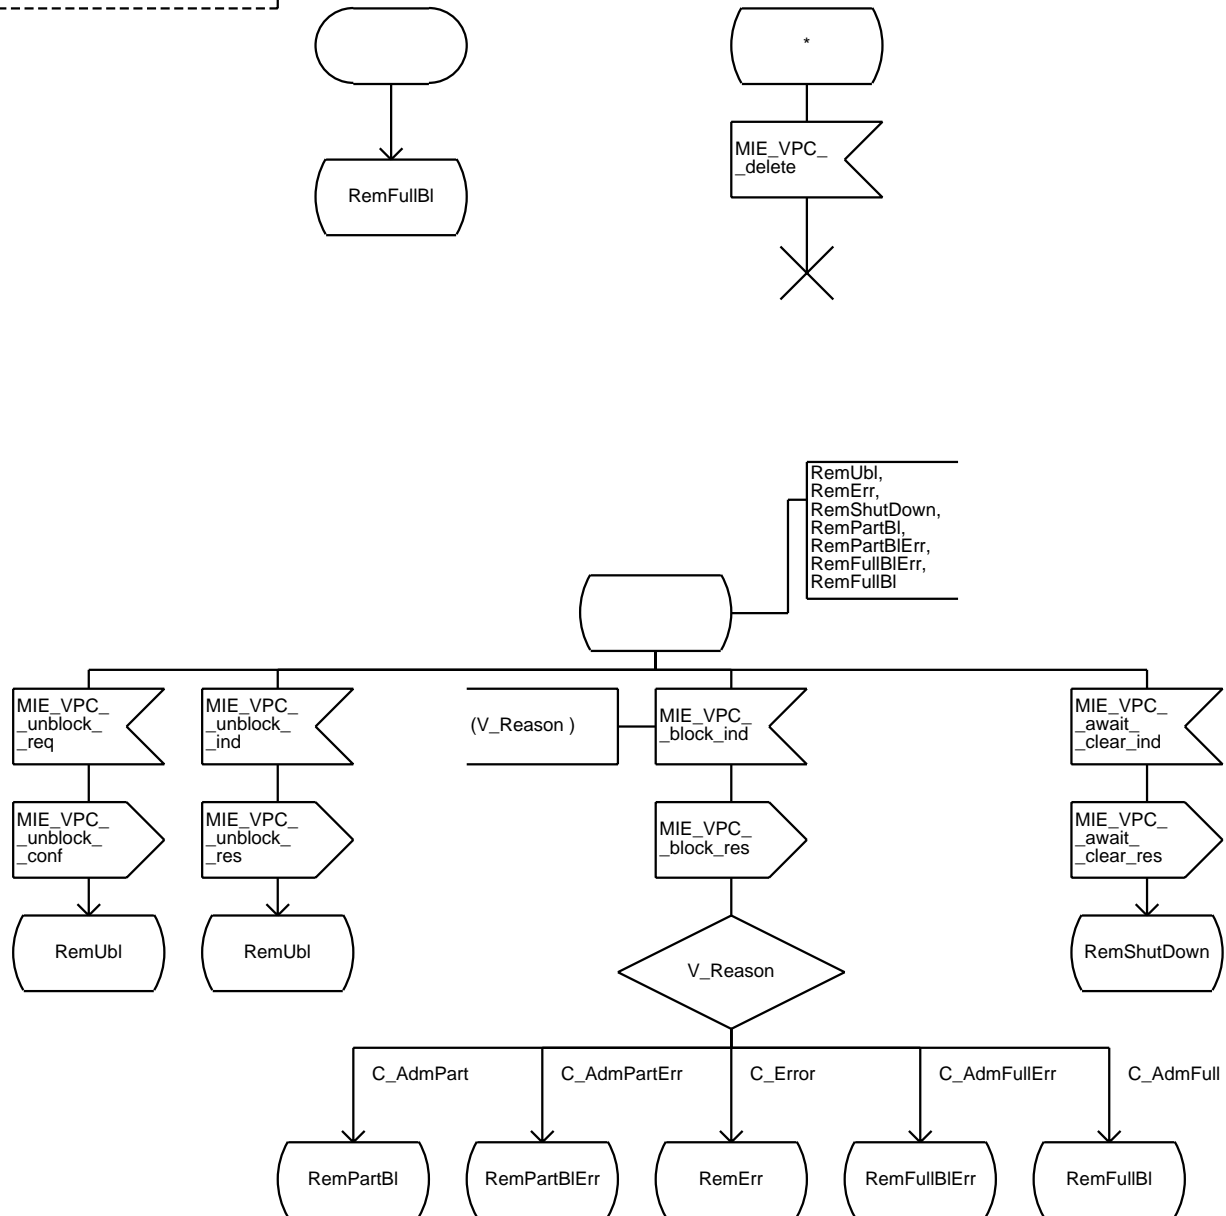 *
MIE_VPC_
_delete
RemFullBl
RemUbl,
RemErr,
RemShutDown,
RemPartBl,
RemPartBlErr,
RemFullBlErr,
RemFullBl
MIE_VPC_
_unblock_
_req
MIE_VPC_
_unblock_
_ind
(V_Reason )
MIE_VPC_
_block_ind
MIE_VPC_
_await_
_clear_ind
MIE_VPC_
_unblock_
_conf
MIE_VPC_
_unblock_
_res
MIE_VPC_
_block_res
MIE_VPC_
_await_
_clear_res
RemUbl
RemUbl
V_Reason
RemShutDown
C_AdmPart
C_AdmPartErr
C_Error
C_AdmFullErr
C_AdmFull
RemPartBl
RemPartBlErr
RemErr
RemFullBlErr
RemFullBl